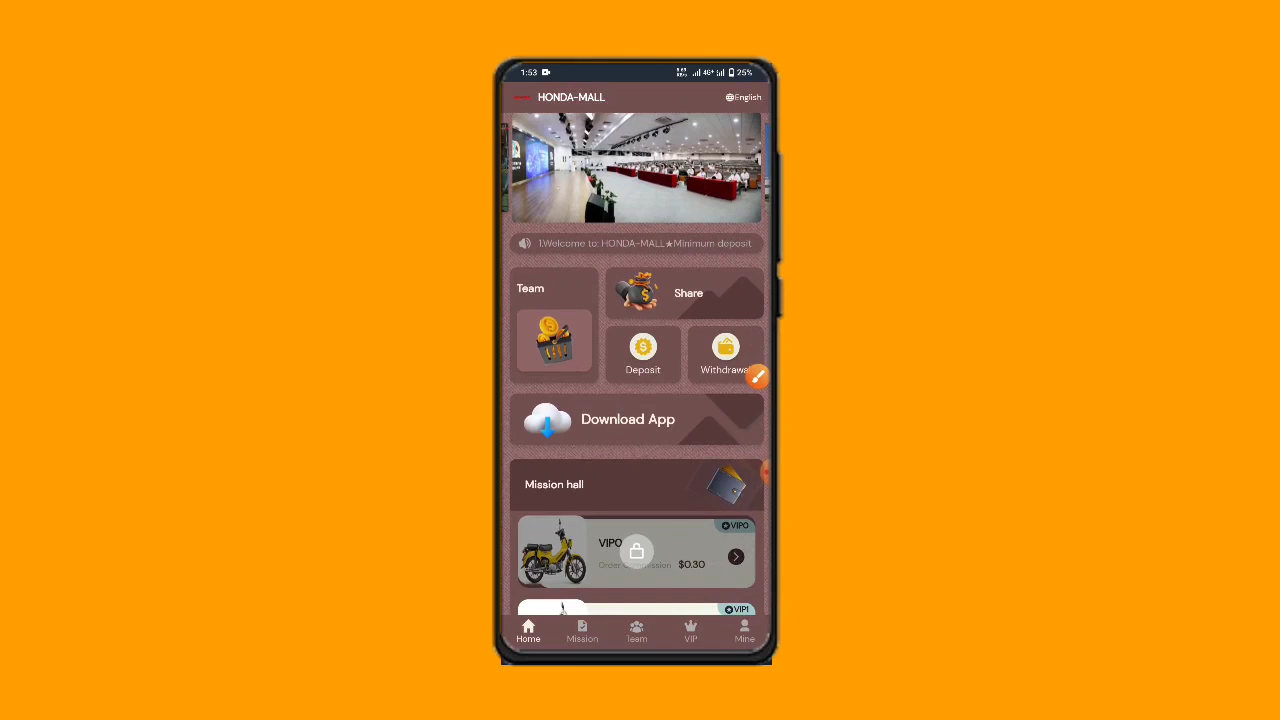 1:53
4G+
25%
HONDA-MALL
English
1.Welcome to: HONDA-MALL★Minimum deposit
Team
Share
Deposit
Download App
Mission hall
VIP0
VIP0
$0.30
VIP1
Home
Mission
Team
VIP
Mine